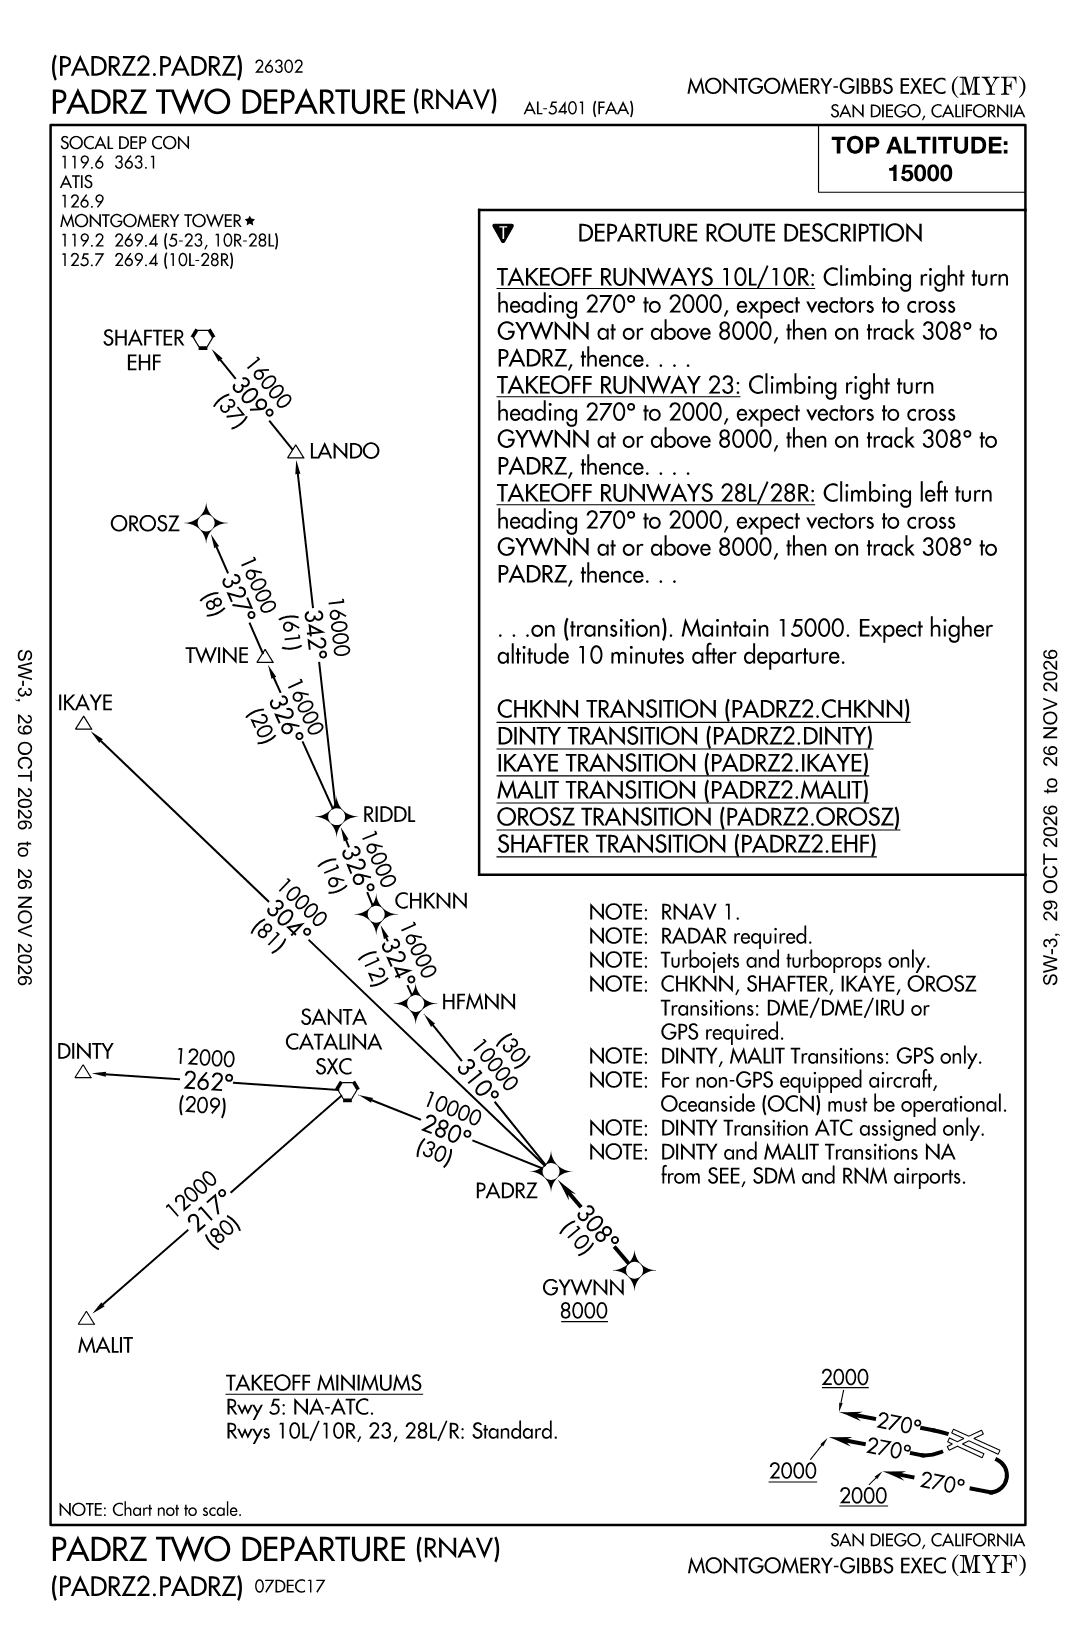 (PADRZ2.PADRZ) 26302
PADRZ TWO DEPARTURE (RNAV)
AL-5401 (FAA)
MONTGOMERY-GIBBS EXEC (MYF)
SAN DIEGO, CALIFORNIA
SOCAL DEP CON
119.6 363.1
ATIS
126.9
MONTGOMERY TOWER★
119.2 269.4 (5-23, 10R-28L)
125.7 269.4 (10L-28R)
TOP ALTITUDE:
15000
T
DEPARTURE ROUTE DESCRIPTION
TAKEOFF RUNWAYS 10L/10R: Climbing right turn
heading 270° to 2000, expect vectors to cross
GYWNN at or above 8000, then on track 308° to
PADRZ, thence. . . .
TAKEOFF RUNWAY 23: Climbing right turn
heading 270° to 2000, expect vectors to cross
GYWNN at or above 8000, then on track 308° to
PADRZ, thence. . . .
TAKEOFF RUNWAYS 28L/28R: Climbing left turn
heading 270° to 2000, expect vectors to cross
GYWNN at or above 8000, then on track 308° to
PADRZ, thence. . .
. . .on (transition). Maintain 15000. Expect higher
altitude 10 minutes after departure.
CHKNN TRANSITION (PADRZ2.CHKNN)
DINTY TRANSITION (PADRZ2.DINTY)
IKAYE TRANSITION (PADRZ2.IKAYE)
MALIT TRANSITION (PADRZ2.MALIT)
OROSZ TRANSITION (PADRZ2.OROSZ)
SHAFTER TRANSITION (PADRZ2.EHF)
SHAFTER
EHF
16000
309°
(37)
LANDO
OROSZ
16000
327°
(8)
16000
342°
(61)
TWINE
16000
326°
(20)
IKAYE
RIDDL
16000
326°
(16)
CHKNN
10000
304°
(81)
16000
324°
(12)
HFMNN
SANTA
CATALINA
SXC
DINTY
12000
262°
(209)
(30)
10000
310°
10000
280°
(30)
PADRZ
12000
217°
(80)
308°
(10)
GYWNN
8000
MALIT
NOTE: RNAV 1.
NOTE: RADAR required.
NOTE: Turbojets and turboprops only.
NOTE: CHKNN, SHAFTER, IKAYE, OROSZ
Transitions: DME/DME/IRU or
GPS required.
NOTE: DINTY, MALIT Transitions: GPS only.
NOTE: For non-GPS equipped aircraft,
Oceanside (OCN) must be operational.
NOTE: DINTY Transition ATC assigned only.
NOTE: DINTY and MALIT Transitions NA
from SEE, SDM and RNM airports.
TAKEOFF MINIMUMS
Rwy 5: NA-ATC.
Rwys 10L/10R, 23, 28L/R: Standard.
2000
270°
270°
2000
270°
2000
NOTE: Chart not to scale.
PADRZ TWO DEPARTURE (RNAV)
(PADRZ2.PADRZ) 07DEC17
SAN DIEGO, CALIFORNIA
MONTGOMERY-GIBBS EXEC (MYF)
SW-3, 29 OCT 2026 to 26 NOV 2026
SW-3, 29 OCT 2026 to 26 NOV 2026